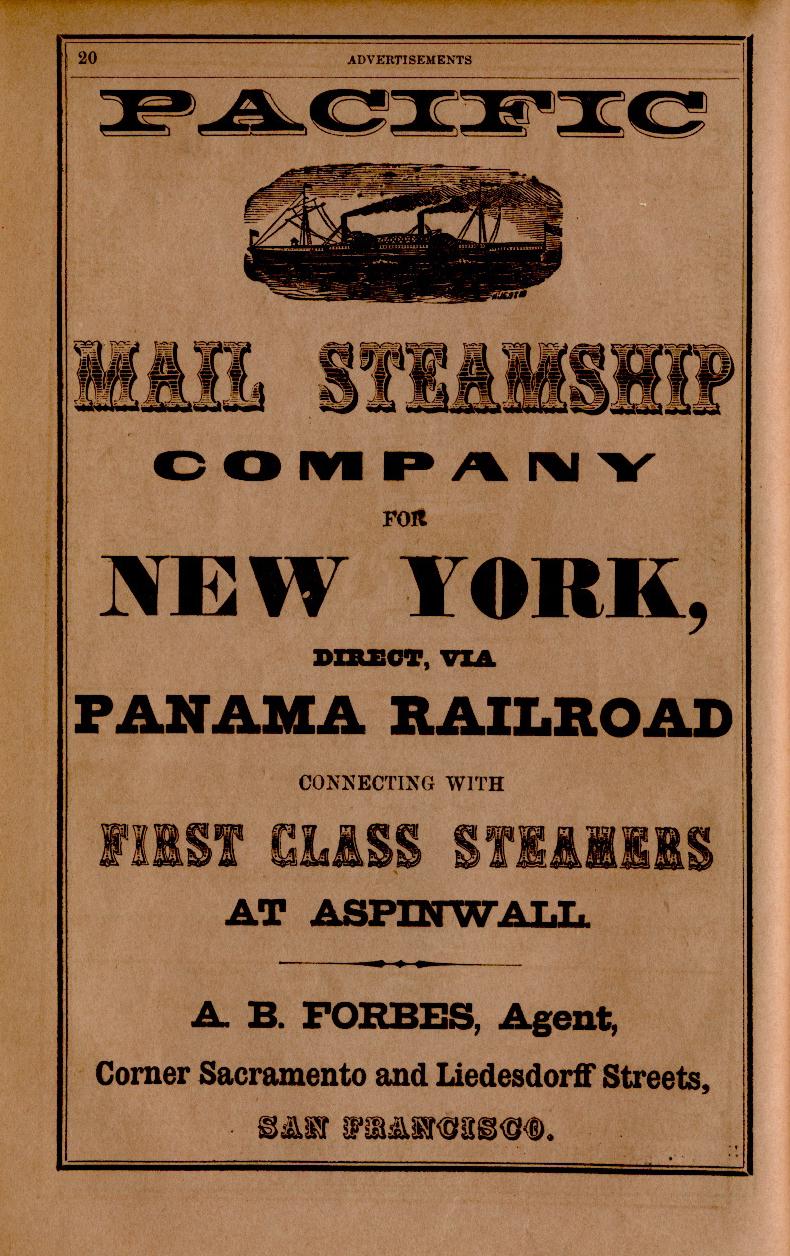 20 ADVERTISEMENTS
PACIFIC
MAIL STEAMSHIP
COMPANY
FOR
NEW YORK,
DIRECT, VIA
PANAMA RAILROAD
CONNECTING WITH
FIRST CLASS STEAMERS
AT ASPINWALL
A. B. FORBES, Agent,
Corner Sacramento and Liedesdorff Streets,
SAN FRANCISCO.